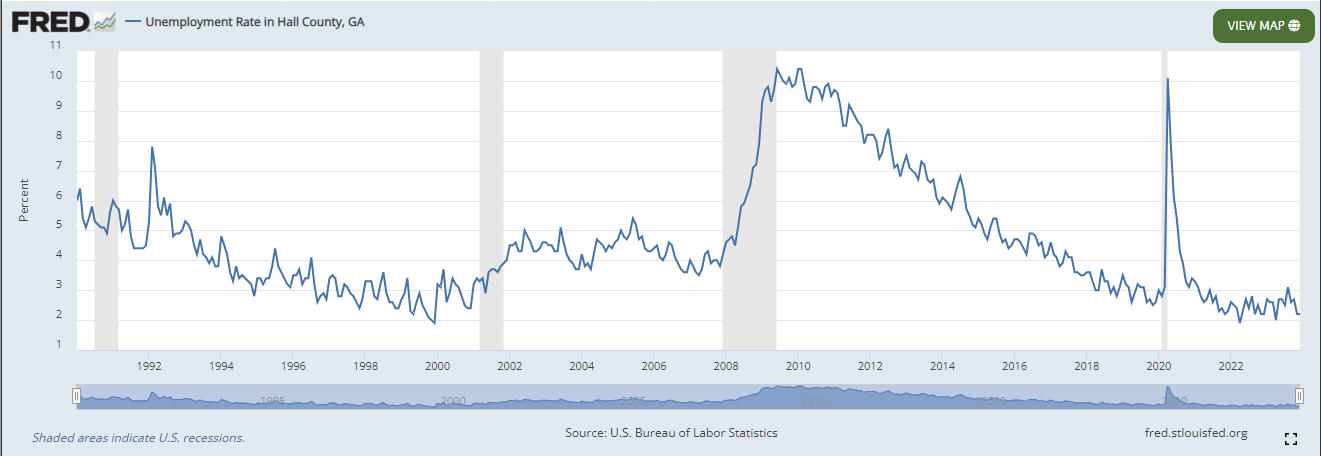 FRED Unemployment Rate in Hall County, GA
VIEW MAP
11
10
9
8
7
6
5
4
3
2
1
Percent
1992 1994 1996 1998 2000 2002 2004 2006 2008 2010 2012 2014 2016 2018 2020 2022
1995 2000 2005 2010 2015 2020
Shaded areas indicate U.S. recessions.
Source: U.S. Bureau of Labor Statistics
fred.stlouisfed.org